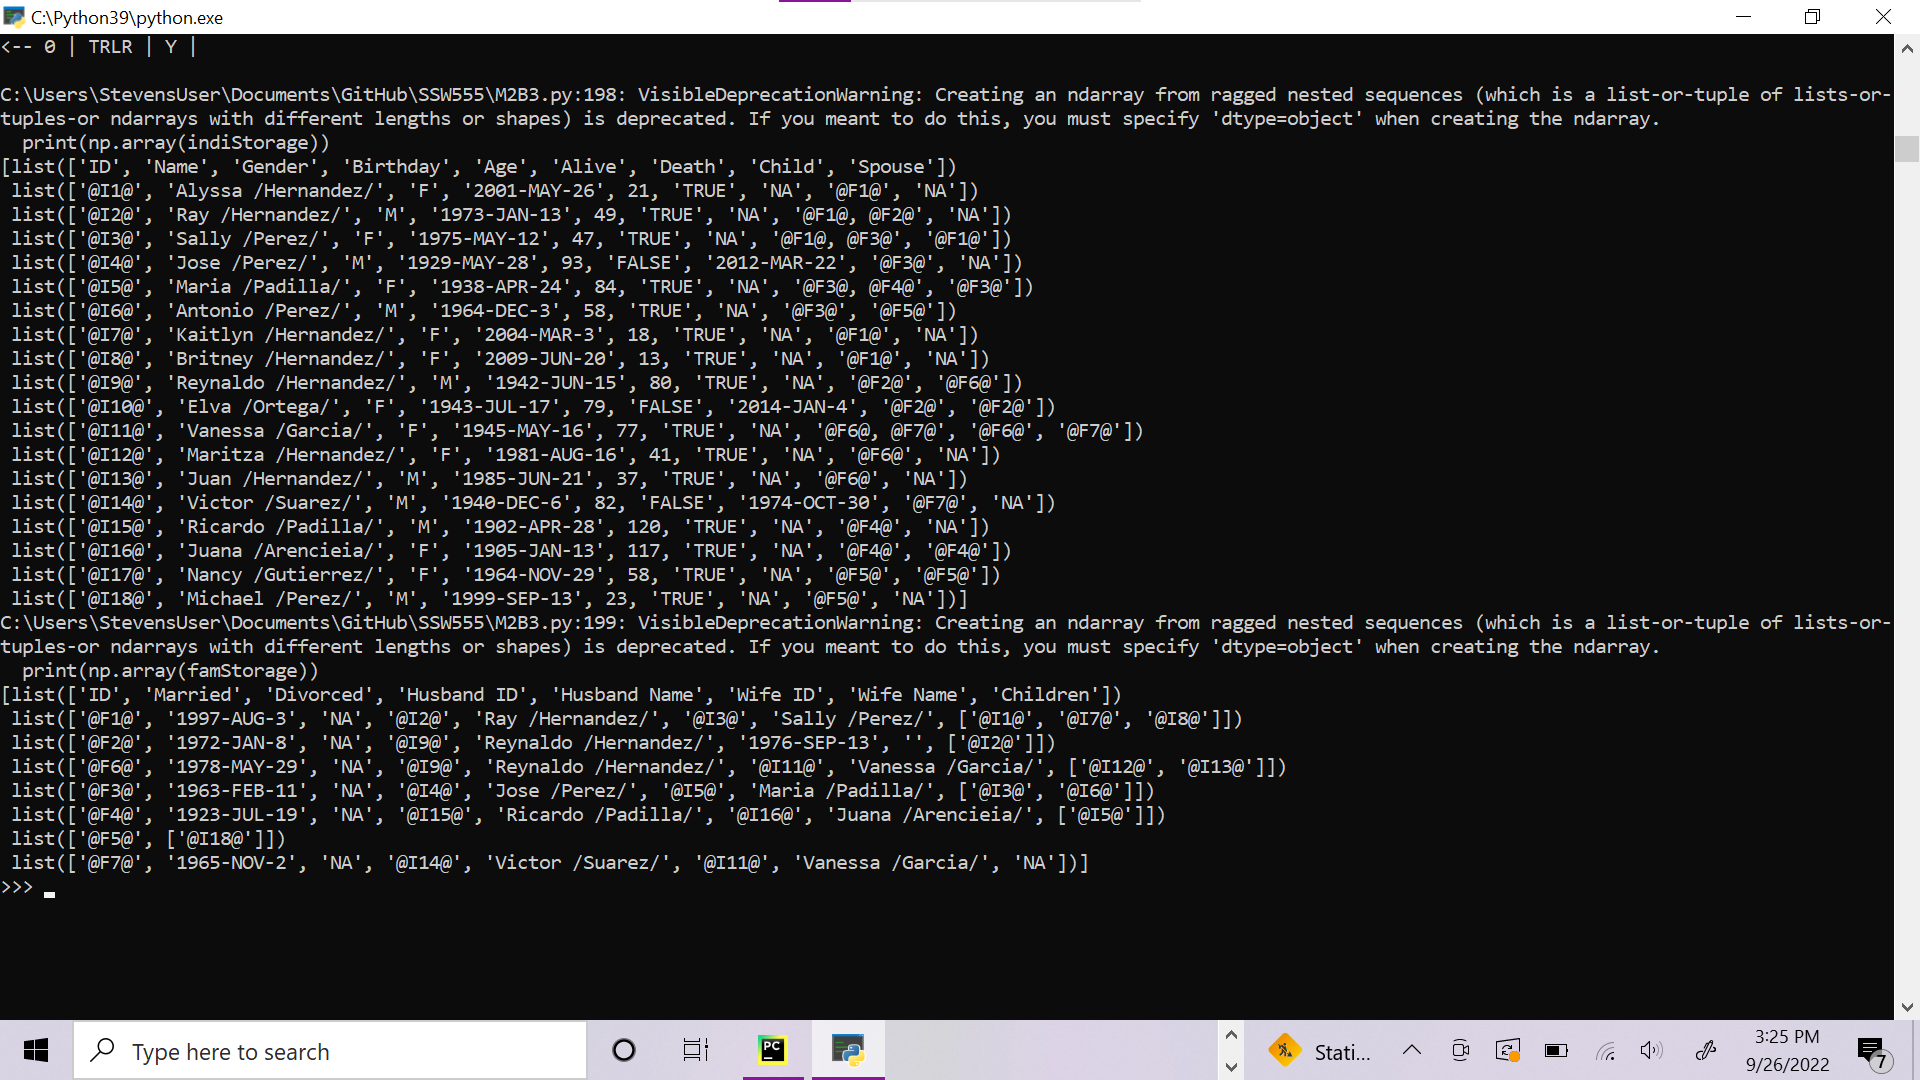 C:\Python39\python.exe
<-- 0 | TRLR | Y |
C:\Users\StevensUser\Documents\GitHub\SSW555\M2B3.py:198: VisibleDeprecationWarning: Creating an ndarray from ragged nested sequences (which is a list-or-tuple of lists-or-
tuples-or ndarrays with different lengths or shapes) is deprecated. If you meant to do this, you must specify 'dtype=object' when creating the ndarray.
  print(np.array(indiStorage))
[list(['ID', 'Name', 'Gender', 'Birthday', 'Age', 'Alive', 'Death', 'Child', 'Spouse'])
 list(['@I1@', 'Alyssa /Hernandez/', 'F', '2001-MAY-26', 21, 'TRUE', 'NA', '@F1@', 'NA'])
 list(['@I2@', 'Ray /Hernandez/', 'M', '1973-JAN-13', 49, 'TRUE', 'NA', '@F1@, @F2@', 'NA'])
 list(['@I3@', 'Sally /Perez/', 'F', '1975-MAY-12', 47, 'TRUE', 'NA', '@F1@, @F3@', '@F1@'])
 list(['@I4@', 'Jose /Perez/', 'M', '1929-MAY-28', 93, 'FALSE', '2012-MAR-22', '@F3@', 'NA'])
 list(['@I5@', 'Maria /Padilla/', 'F', '1938-APR-24', 84, 'TRUE', 'NA', '@F3@, @F4@', '@F3@'])
 list(['@I6@', 'Antonio /Perez/', 'M', '1964-DEC-3', 58, 'TRUE', 'NA', '@F3@', '@F5@'])
 list(['@I7@', 'Kaitlyn /Hernandez/', 'F', '2004-MAR-3', 18, 'TRUE', 'NA', '@F1@', 'NA'])
 list(['@I8@', 'Britney /Hernandez/', 'F', '2009-JUN-20', 13, 'TRUE', 'NA', '@F1@', 'NA'])
 list(['@I9@', 'Reynaldo /Hernandez/', 'M', '1942-JUN-15', 80, 'TRUE', 'NA', '@F2@', '@F6@'])
 list(['@I10@', 'Elva /Ortega/', 'F', '1943-JUL-17', 79, 'FALSE', '2014-JAN-4', '@F2@', '@F2@'])
 list(['@I11@', 'Vanessa /Garcia/', 'F', '1945-MAY-16', 77, 'TRUE', 'NA', '@F6@, @F7@', '@F6@', '@F7@'])
 list(['@I12@', 'Maritza /Hernandez/', 'F', '1981-AUG-16', 41, 'TRUE', 'NA', '@F6@', 'NA'])
 list(['@I13@', 'Juan /Hernandez/', 'M', '1985-JUN-21', 37, 'TRUE', 'NA', '@F6@', 'NA'])
 list(['@I14@', 'Victor /Suarez/', 'M', '1940-DEC-6', 82, 'FALSE', '1974-OCT-30', '@F7@', 'NA'])
 list(['@I15@', 'Ricardo /Padilla/', 'M', '1902-APR-28', 120, 'TRUE', 'NA', '@F4@', 'NA'])
 list(['@I16@', 'Juana /Arencieia/', 'F', '1905-JAN-13', 117, 'TRUE', 'NA', '@F4@', '@F4@'])
 list(['@I17@', 'Nancy /Gutierrez/', 'F', '1964-NOV-29', 58, 'TRUE', 'NA', '@F5@', '@F5@'])
 list(['@I18@', 'Michael /Perez/', 'M', '1999-SEP-13', 23, 'TRUE', 'NA', '@F5@', 'NA'])]
C:\Users\StevensUser\Documents\GitHub\SSW555\M2B3.py:199: VisibleDeprecationWarning: Creating an ndarray from ragged nested sequences (which is a list-or-tuple of lists-or-
tuples-or ndarrays with different lengths or shapes) is deprecated. If you meant to do this, you must specify 'dtype=object' when creating the ndarray.
  print(np.array(famStorage))
[list(['ID', 'Married', 'Divorced', 'Husband ID', 'Husband Name', 'Wife ID', 'Wife Name', 'Children'])
 list(['@F1@', '1997-AUG-3', 'NA', '@I2@', 'Ray /Hernandez/', '@I3@', 'Sally /Perez/', ['@I1@', '@I7@', '@I8@']])
 list(['@F2@', '1972-JAN-8', 'NA', '@I9@', 'Reynaldo /Hernandez/', '1976-SEP-13', '', ['@I2@']])
 list(['@F6@', '1978-MAY-29', 'NA', '@I9@', 'Reynaldo /Hernandez/', '@I11@', 'Vanessa /Garcia/', ['@I12@', '@I13@']])
 list(['@F3@', '1963-FEB-11', 'NA', '@I4@', 'Jose /Perez/', '@I5@', 'Maria /Padilla/', ['@I3@', '@I6@']])
 list(['@F4@', '1923-JUL-19', 'NA', '@I15@', 'Ricardo /Padilla/', '@I16@', 'Juana /Arencieia/', ['@I5@']])
 list(['@F5@', ['@I18@']])
 list(['@F7@', '1965-NOV-2', 'NA', '@I14@', 'Victor /Suarez/', '@I11@', 'Vanessa /Garcia/', 'NA'])]
>>>
Type here to search
PC
Stati...
3:25 PM
9/26/2022
7